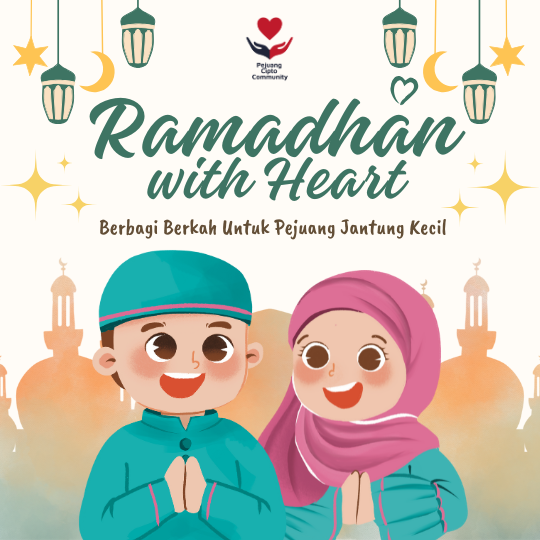 Pejuang
Cipto
Community
Ramadhan
with Heart
Berbagi Berkah Untuk Pejuang Jantung Kecil